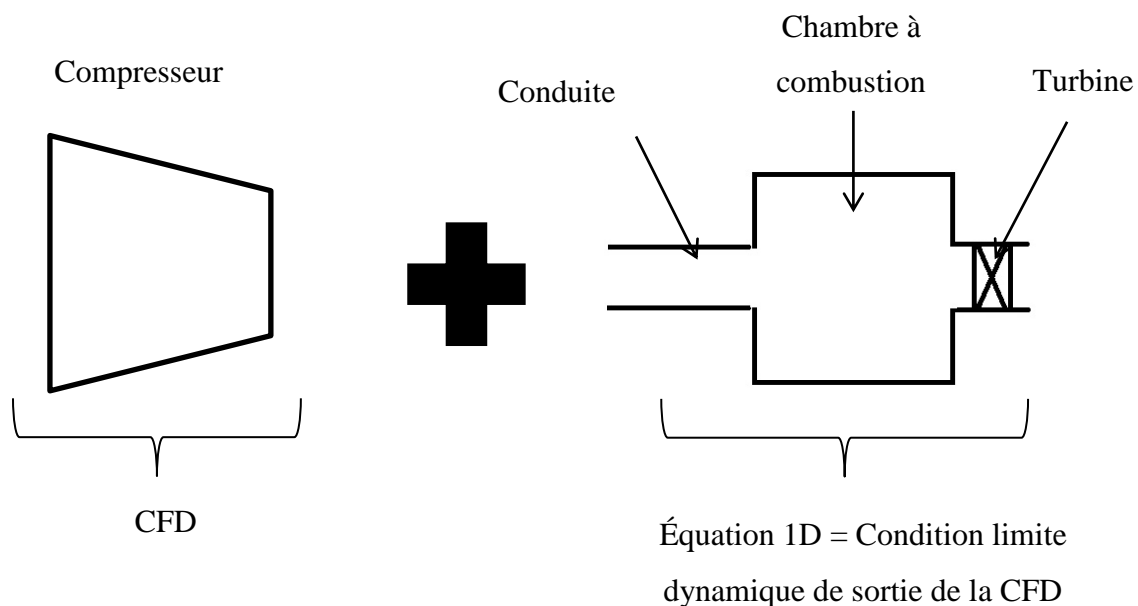 Compresseur
Conduite
Chambre à
combustion
Turbine
CFD
Équation 1D = Condition limite
dynamique de sortie de la CFD